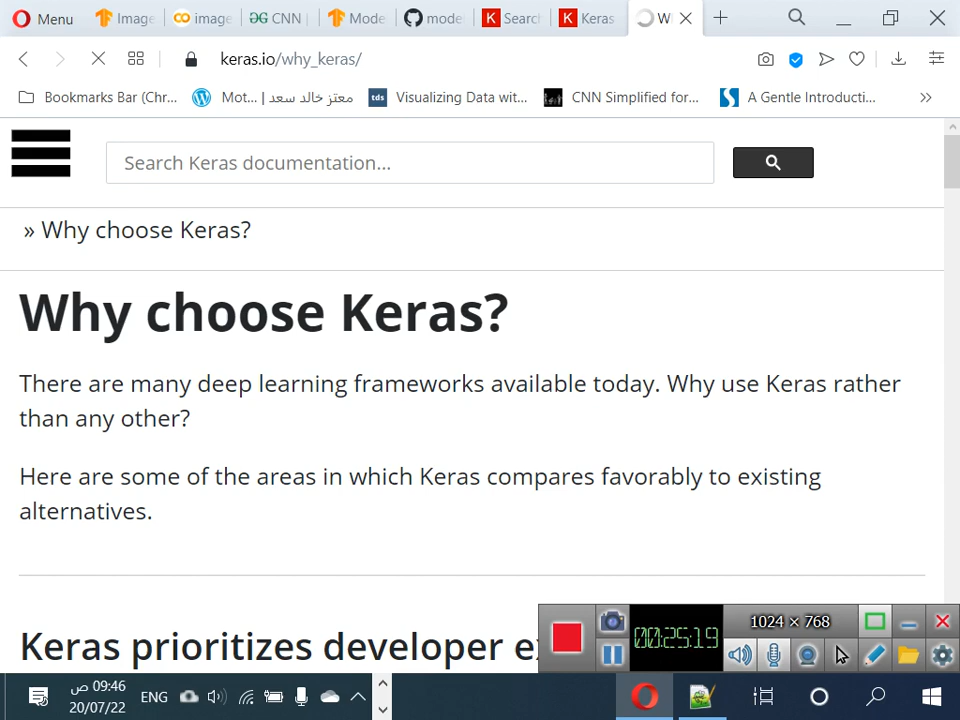 Menu
Image
image
CNN
Mode
mode
Searc
Keras
W
keras.io/why_keras/
Bookmarks Bar (Chr...
Mot... | معتز خالد سعد
tds
Visualizing Data wit...
CNN Simplified for...
A Gentle Introducti...
Search Keras documentation...
» Why choose Keras?
Why choose Keras?
There are many deep learning frameworks available today. Why use Keras rather
than any other?
Here are some of the areas in which Keras compares favorably to existing
alternatives.
Keras prioritizes developer ex
00:25:19
1024 × 768
09:46 ص
20/07/22
ENG